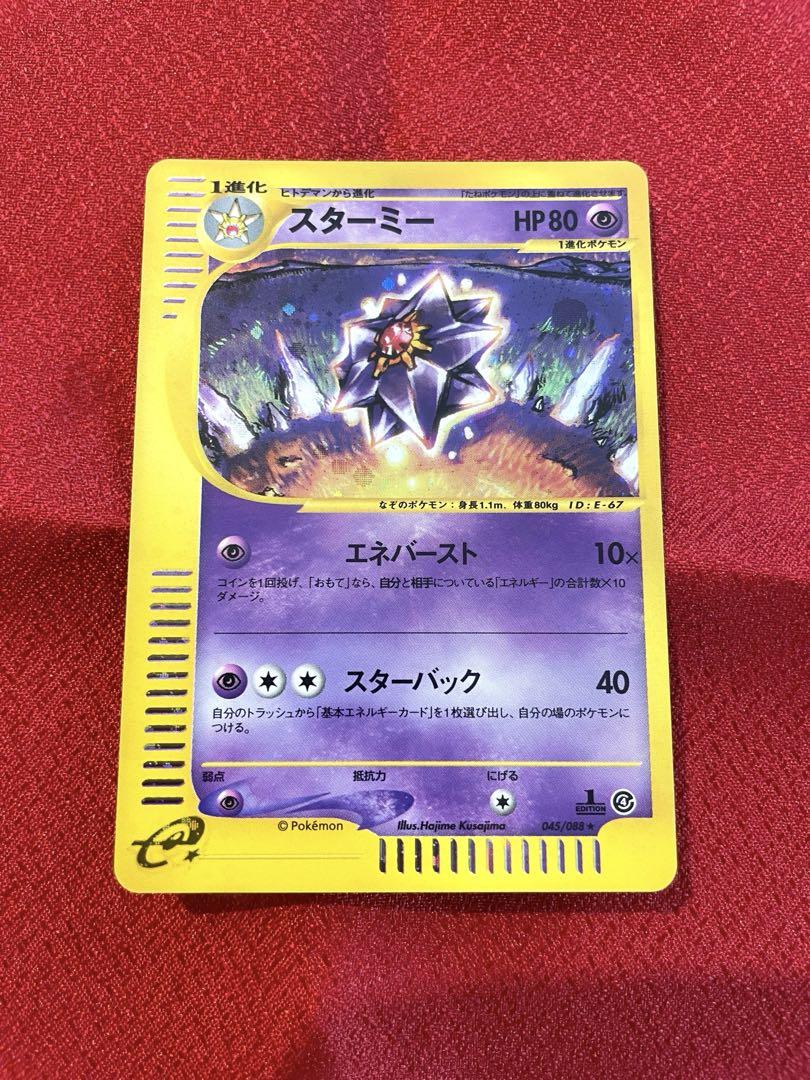 1進化
ヒトデマンから進化 「たねポケモン」の上に重ねて進化させます
スターミー HP80
1進化ポケモン
なぞのポケモン：身長1.1m、体重80kg ID:E-67
エネバースト 10×
コインを1回投げ、「おもて」なら、自分と相手についている「エネルギー」の合計数×10
ダメージ。
スターバック 40
自分のトラッシュから「基本エネルギーカード」を1枚選び出し、自分の場のポケモンに
つける。
弱点 抵抗力 にげる
1 EDITION
© Pokémon Illus.Hajime Kusajima 045/088★
e